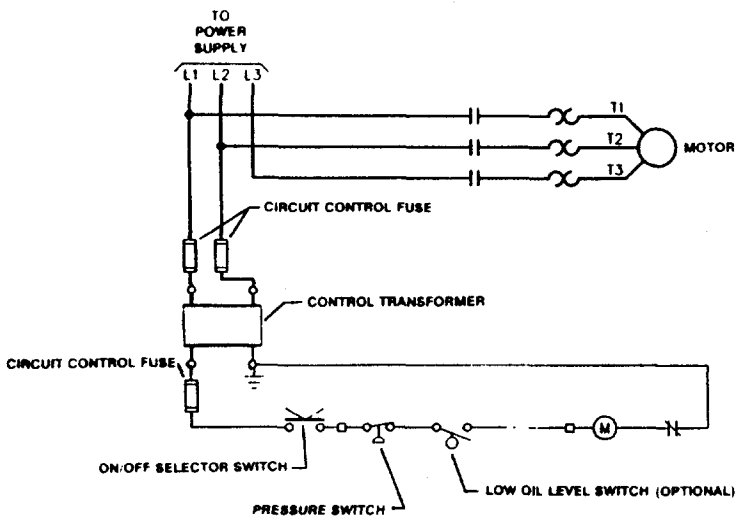 TO
POWER
SUPPLY
L1 L2 L3
T1
T2
MOTOR
T3
CIRCUIT CONTROL FUSE
CONTROL TRANSFORMER
CIRCUIT CONTROL FUSE
M
ON/OFF SELECTOR SWITCH
LOW OIL LEVEL SWITCH (OPTIONAL)
PRESSURE SWITCH